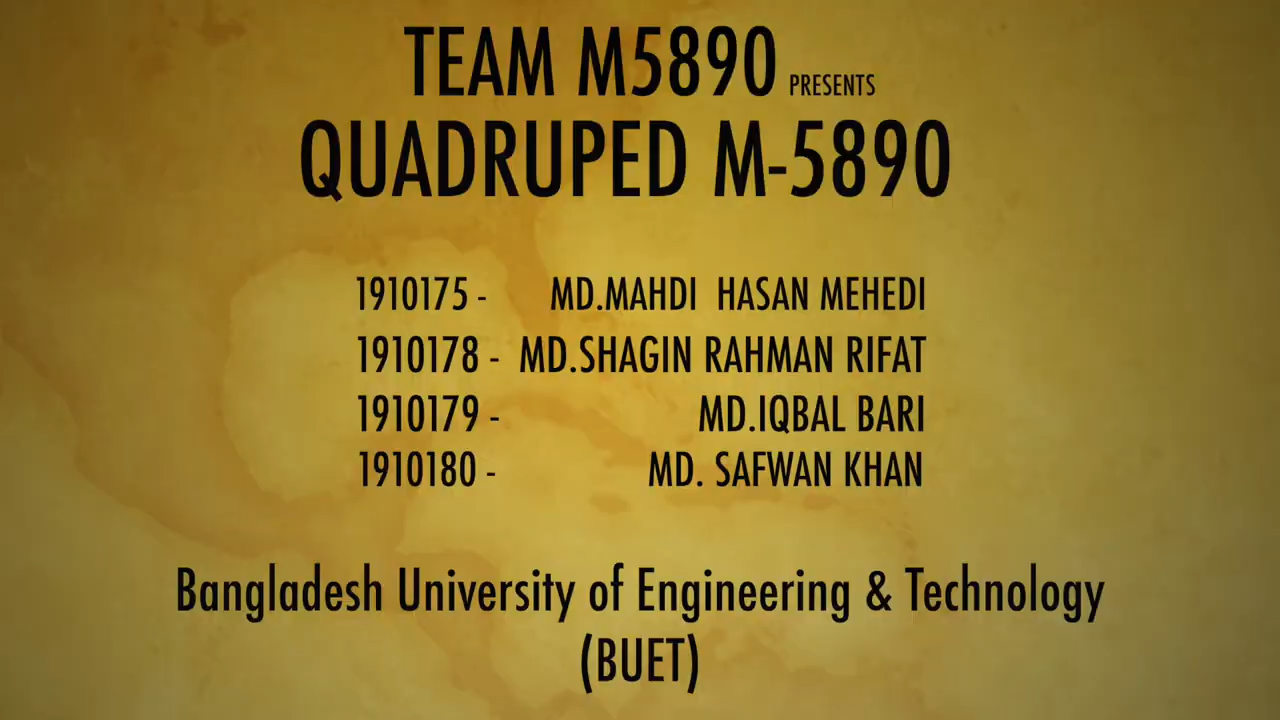 TEAM M5890 PRESENTS
QUADRUPED M-5890
1910175 - MD.MAHDI HASAN MEHEDI
1910178 - MD.SHAGIN RAHMAN RIFAT
1910179 - MD.IQBAL BARI
1910180 - MD. SAFWAN KHAN
Bangladesh University of Engineering & Technology
(BUET)